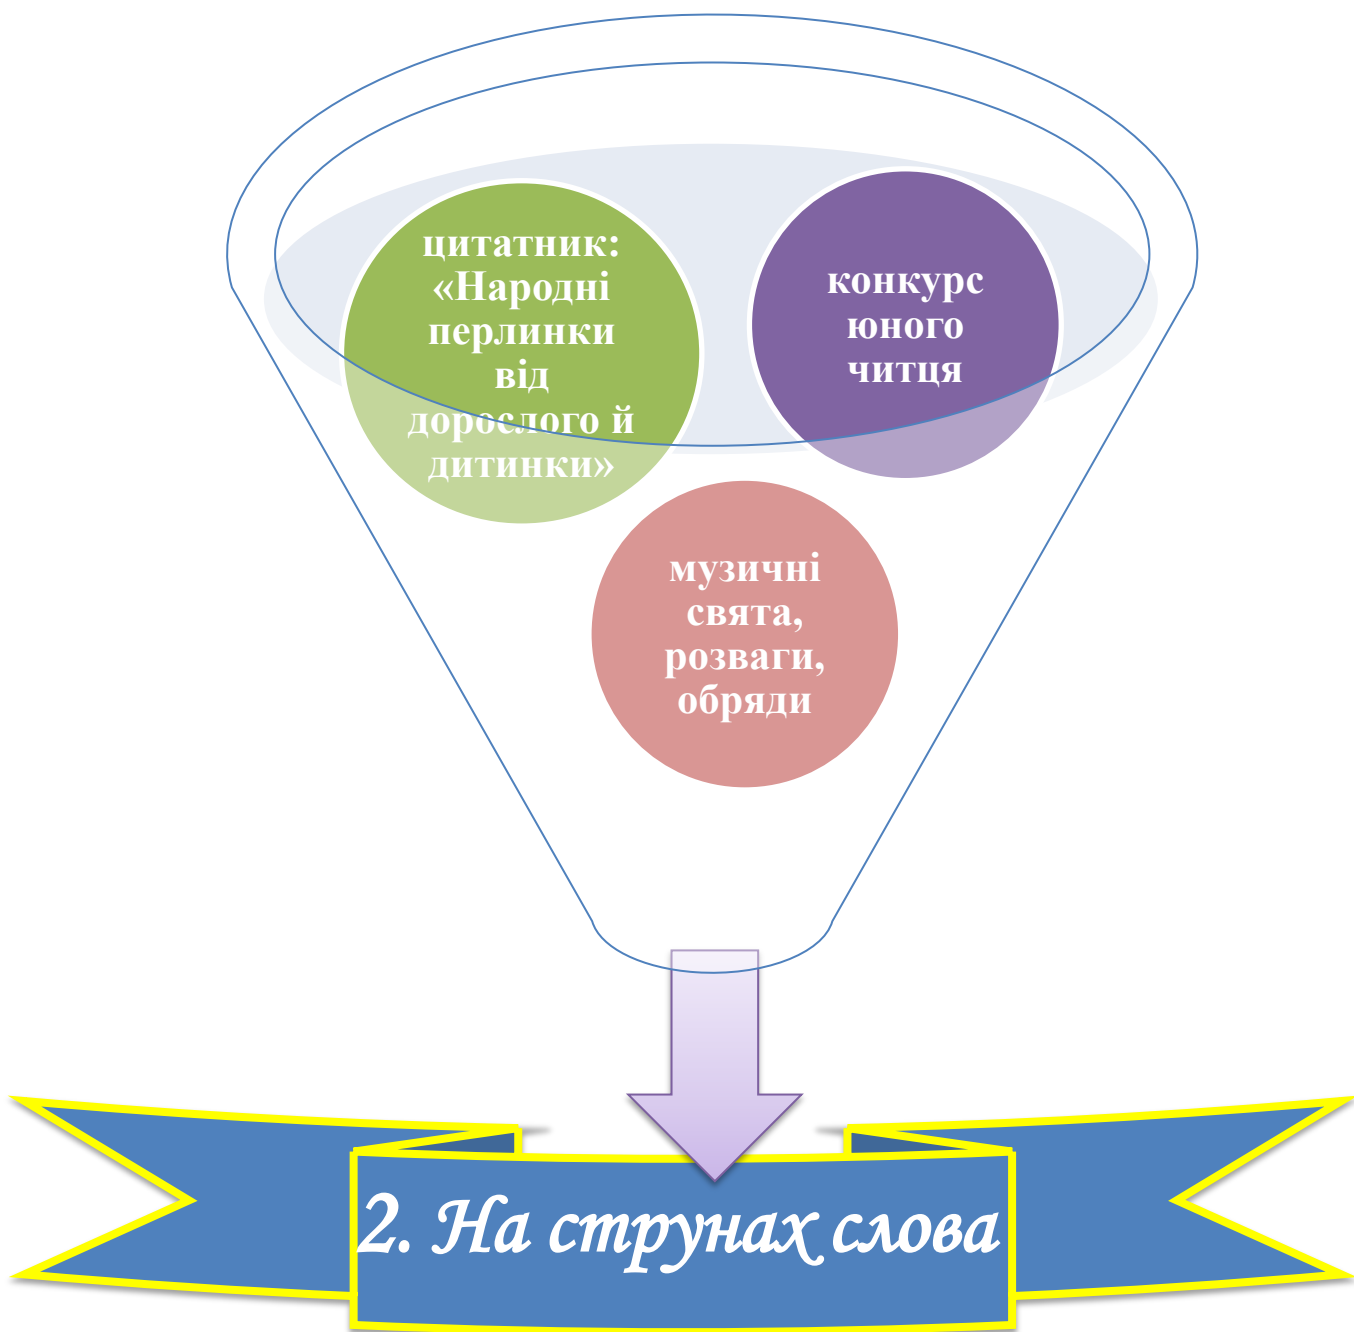 цитатник:
«Народні
перлинки
від
дорослого й
дитинки»
конкурс
юного
читця
музичні
свята,
розваги,
обряди
2. На струнах слова